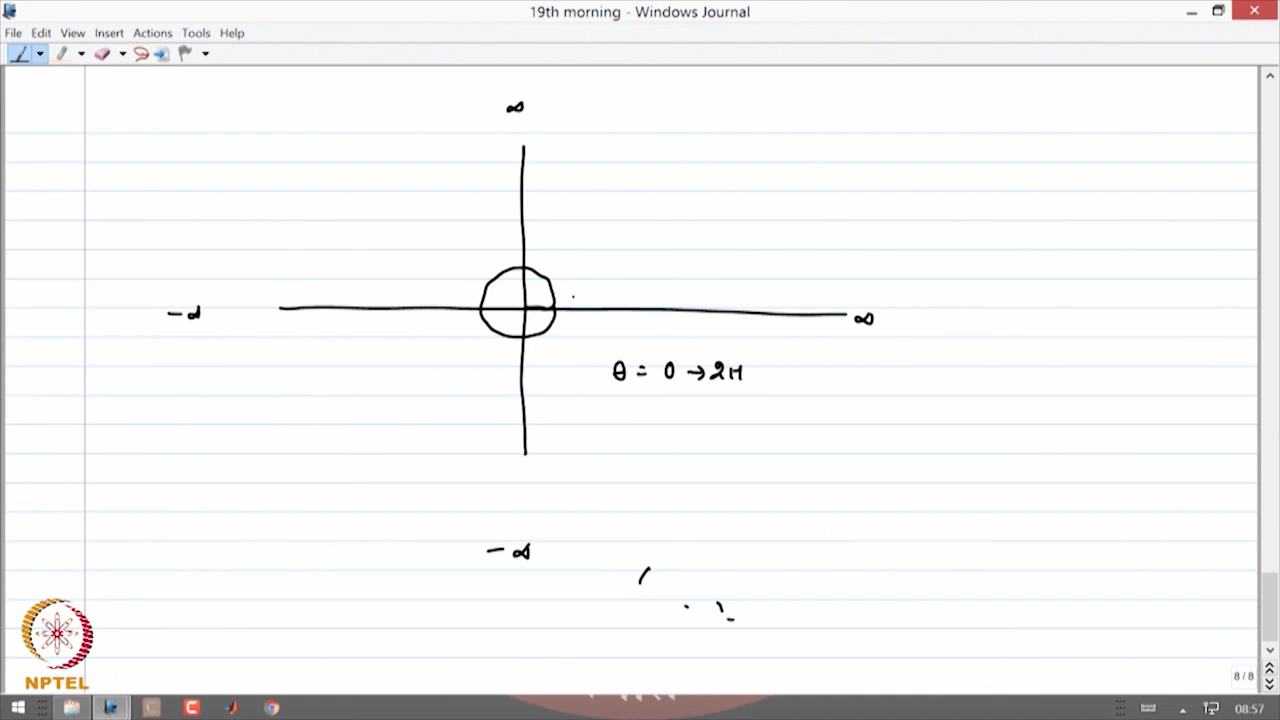 19th morning - Windows Journal
File Edit View Insert Actions Tools Help
∞
-∞
∞
θ = 0 → 2π
-∞
NPTEL
8 / 8
08:57